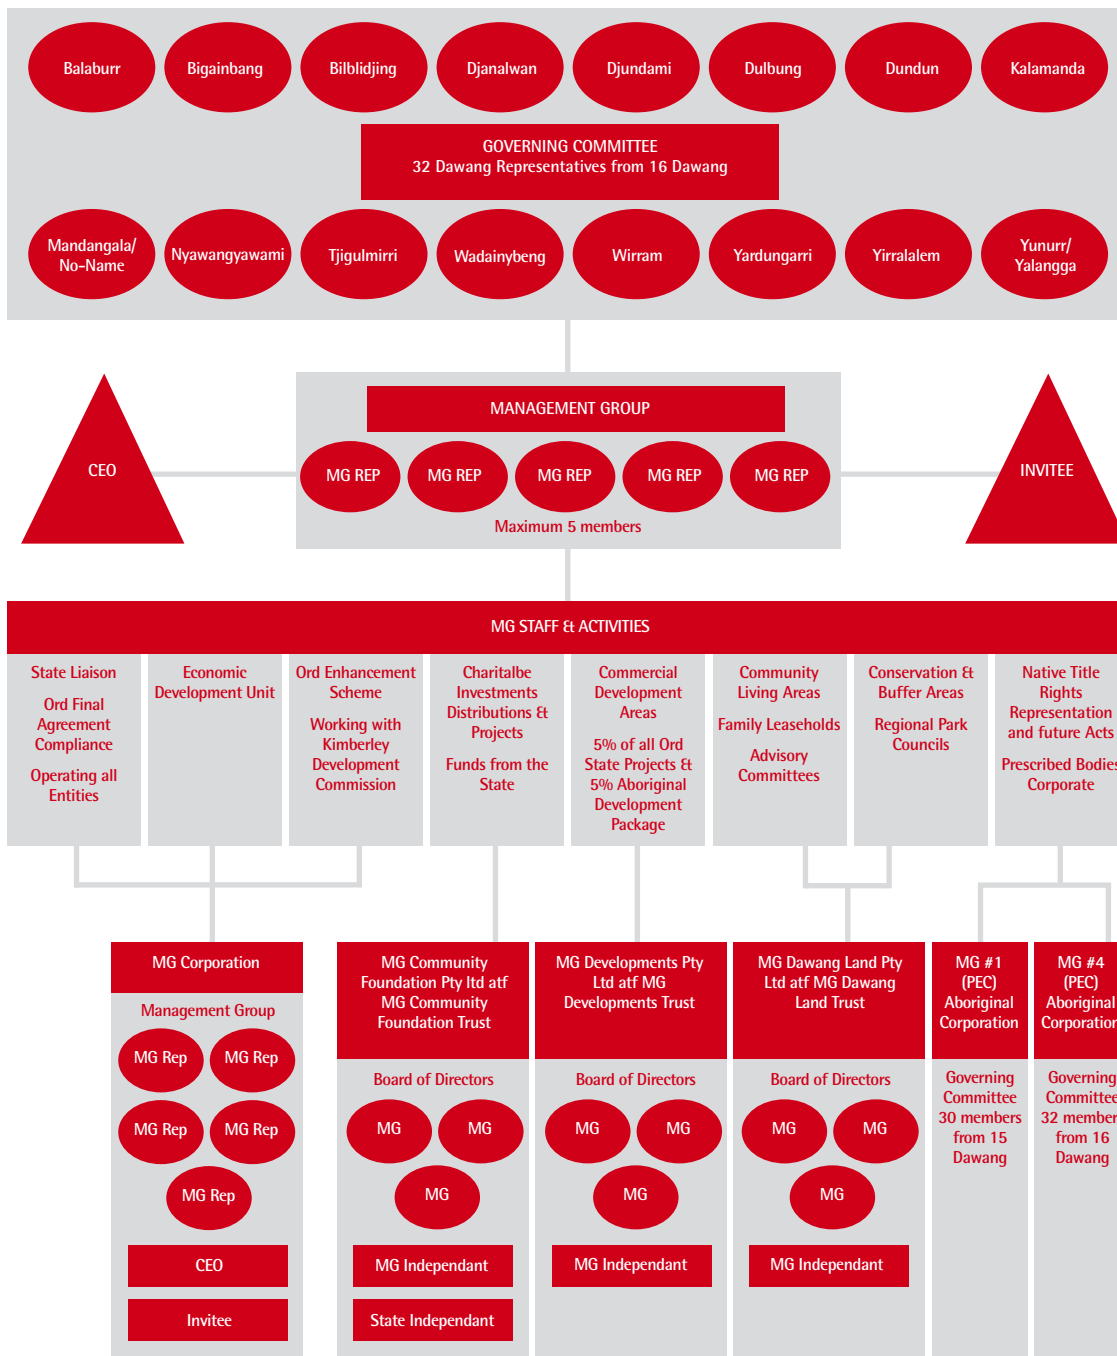 Balaburr
Bigainbang
Bilblidjing
Djanalwan
Djundami
Dulbung
Dundun
Kalamanda
GOVERNING COMMITTEE
32 Dawang Representatives from 16 Dawang
Mandangala/
No-Name
Nyawangyawami
Tjigulmirri
Wadainybeng
Wirram
Yardungarri
Yirralalem
Yunurr/
Yalangga
CEO
MANAGEMENT GROUP
MG REP
MG REP
MG REP
MG REP
MG REP
Maximum 5 members
INVITEE
MG STAFF & ACTIVITIES
State Liaison
Ord Final
Agreement
Compliance
Operating all
Entities
Economic
Development Unit
Ord Enhancement
Scheme
Working with
Kimberley
Development
Commission
Charitalbe
Investments
Distributions &
Projects
Funds from the
State
Commercial
Development
Areas
5% of all Ord
State Projects &
5% Aboriginal
Development
Package
Community
Living Areas
Family Leaseholds
Advisory
Committees
Conservation &
Buffer Areas
Regional Park
Councils
Native Title
Rights
Representation
and future Acts
Prescribed Bodies
Corporate
MG Corporation
Management Group
MG Rep
MG Rep
MG Rep
MG Rep
MG Rep
CEO
Invitee
MG Community
Foundation Pty ltd atf
MG Community
Foundation Trust
Board of Directors
MG
MG
MG
MG Independant
State Independant
MG Developments Pty
Ltd atf MG
Developments Trust
Board of Directors
MG
MG
MG
MG Independant
MG Dawang Land Pty
Ltd atf MG Dawang
Land Trust
Board of Directors
MG
MG
MG
MG Independant
MG #1
(PEC)
Aboriginal
Corporation
Governing
Committee
30 members
from 15
Dawang
MG #4
(PEC)
Aboriginal
Corporation
Governing
Committee
32 member
from 16
Dawang